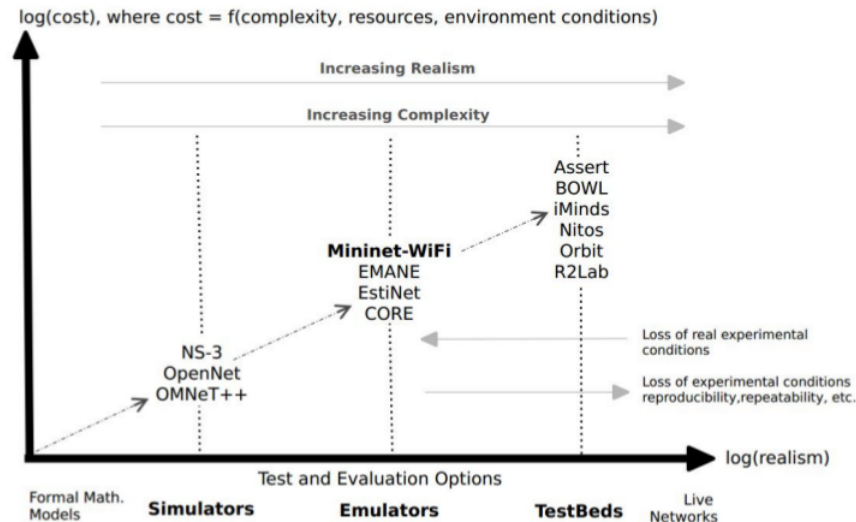 log(cost), where cost = f(complexity, resources, environment conditions)
Increasing Realism
Increasing Complexity
Assert
BOWL
iMinds
Nitos
Orbit
R2Lab
Mininet-WiFi
EMANE
EstiNet
CORE
NS-3
OpenNet
OMNeT++
Loss of real experimental
conditions
Loss of experimental conditions
reproducibility,repeatability, etc.
log(realism)
Test and Evaluation Options
Formal Math.
Models
Simulators
Emulators
TestBeds
Live
Networks